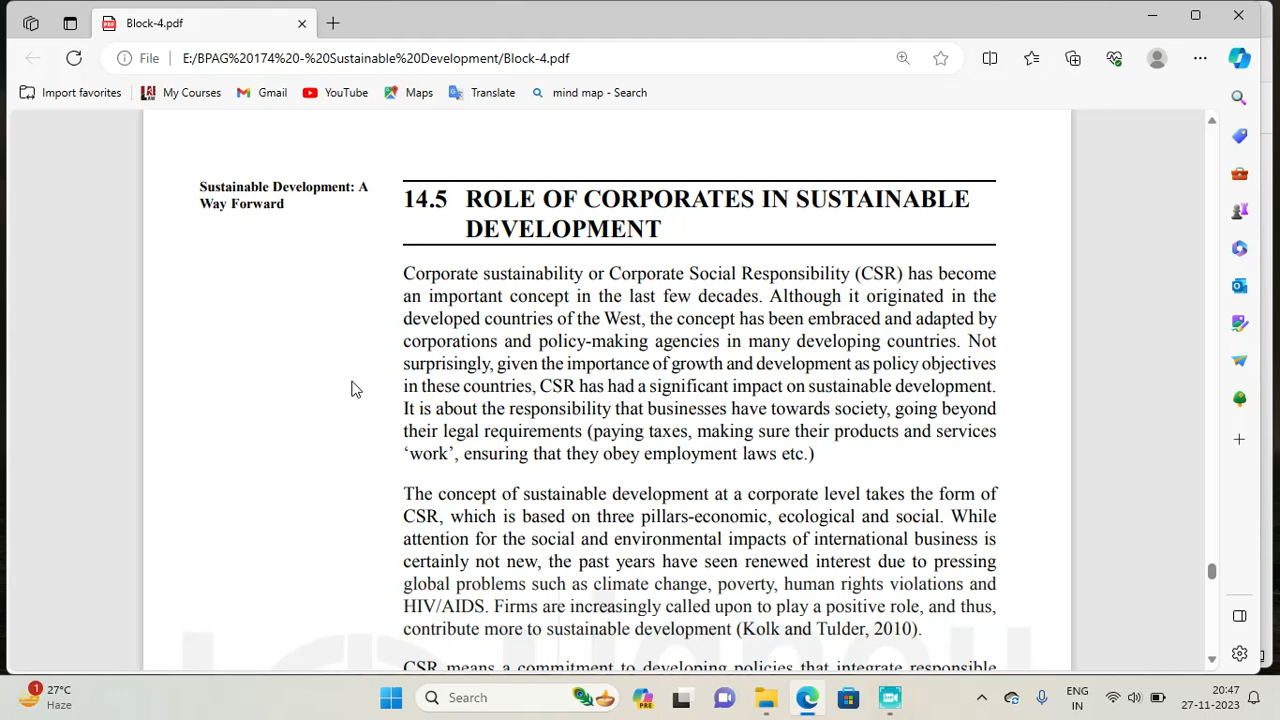 Block-4.pdf
File E:/BPAG%20174%20-%20Sustainable%20Development/Block-4.pdf
Import favorites My Courses Gmail YouTube Maps Translate mind map - Search
Sustainable Development: A
Way Forward
14.5 ROLE OF CORPORATES IN SUSTAINABLE
DEVELOPMENT
Corporate sustainability or Corporate Social Responsibility (CSR) has become
an important concept in the last few decades. Although it originated in the
developed countries of the West, the concept has been embraced and adapted by
corporations and policy-making agencies in many developing countries. Not
surprisingly, given the importance of growth and development as policy objectives
in these countries, CSR has had a significant impact on sustainable development.
It is about the responsibility that businesses have towards society, going beyond
their legal requirements (paying taxes, making sure their products and services
‘work’, ensuring that they obey employment laws etc.)
The concept of sustainable development at a corporate level takes the form of
CSR, which is based on three pillars-economic, ecological and social. While
attention for the social and environmental impacts of international business is
certainly not new, the past years have seen renewed interest due to pressing
global problems such as climate change, poverty, human rights violations and
HIV/AIDS. Firms are increasingly called upon to play a positive role, and thus,
contribute more to sustainable development (Kolk and Tulder, 2010).
CSR means a commitment to developing policies that integrate responsible
1 27°C
Haze
Search
PRE
ENG
IN
20:47
27-11-2023